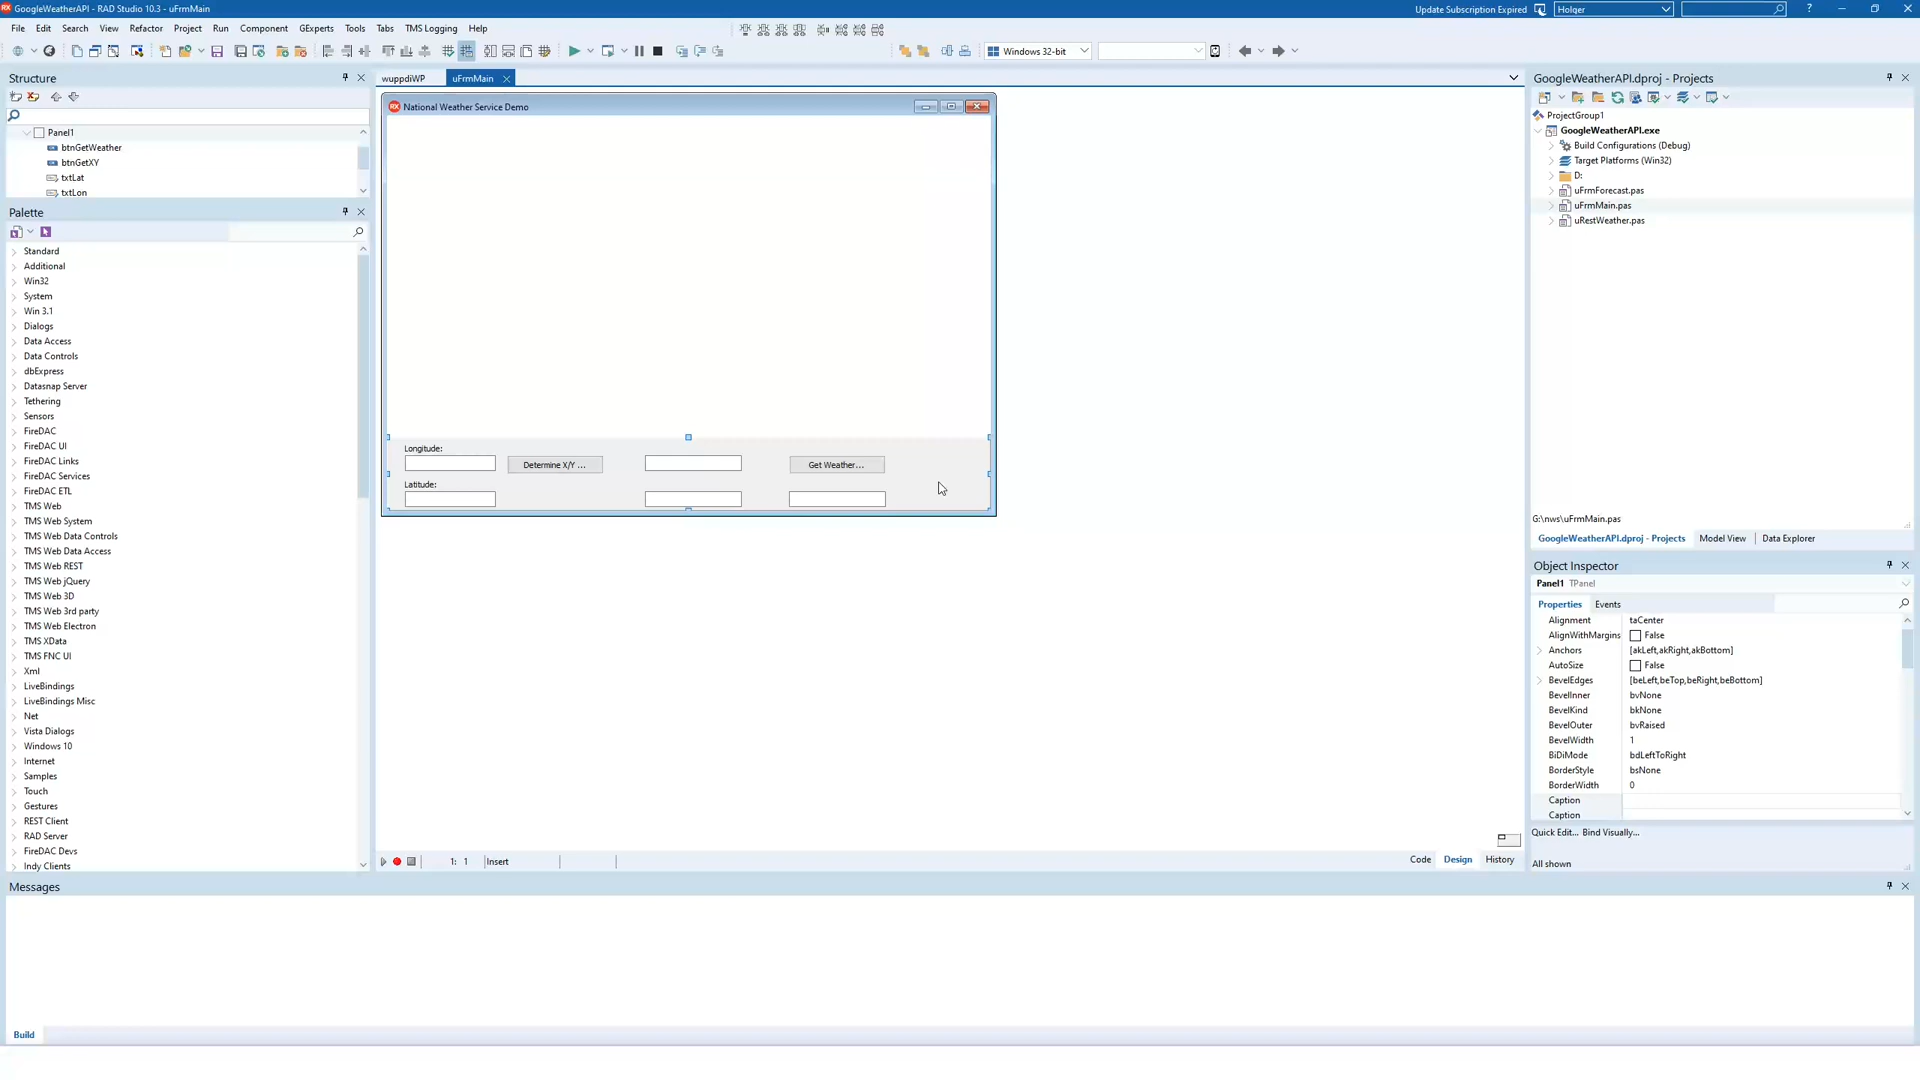 GoogleWeatherAPI - RAD Studio 10.3 - uFrmMain
Update Subscription Expired
Holger
File Edit Search View Refactor Project Run Component GExperts Tools Tabs TMS Logging Help
Windows 32-bit
Structure
Panel1
btnGetWeather
btnGetXY
txtLat
txtLon
Palette
Standard
Additional
Win32
System
Win 3.1
Dialogs
Data Access
Data Controls
dbExpress
Datasnap Server
Tethering
Sensors
FireDAC
FireDAC UI
FireDAC Links
FireDAC Services
FireDAC ETL
TMS Web
TMS Web System
TMS Web Data Controls
TMS Web Data Access
TMS Web REST
TMS Web jQuery
TMS Web 3D
TMS Web 3rd party
TMS Web Electron
TMS XData
TMS FNC UI
Xml
LiveBindings
LiveBindings Misc
Net
Vista Dialogs
Windows 10
Internet
Samples
Touch
Gestures
REST Client
RAD Server
FireDAC Devs
Indy Clients
wuppdiWP uFrmMain
National Weather Service Demo
Longitude:
Determine X/Y ...
Get Weather...
Latitude:
1: 1 Insert
Code Design History
GoogleWeatherAPI.dproj - Projects
ProjectGroup1
GoogleWeatherAPI.exe
Build Configurations (Debug)
Target Platforms (Win32)
D:
uFrmForecast.pas
uFrmMain.pas
uRestWeather.pas
G:\nws\uFrmMain.pas
GoogleWeatherAPI.dproj - Projects Model View Data Explorer
Object Inspector
Panel1 TPanel
Properties Events
Alignment taCenter
AlignWithMargins False
Anchors [akLeft,akRight,akBottom]
AutoSize False
BevelEdges [beLeft,beTop,beRight,beBottom]
BevelInner bvNone
BevelKind bkNone
BevelOuter bvRaised
BevelWidth 1
BiDiMode bdLeftToRight
BorderStyle bsNone
BorderWidth 0
Caption
Caption
Quick Edit... Bind Visually...
All shown
Messages
Build